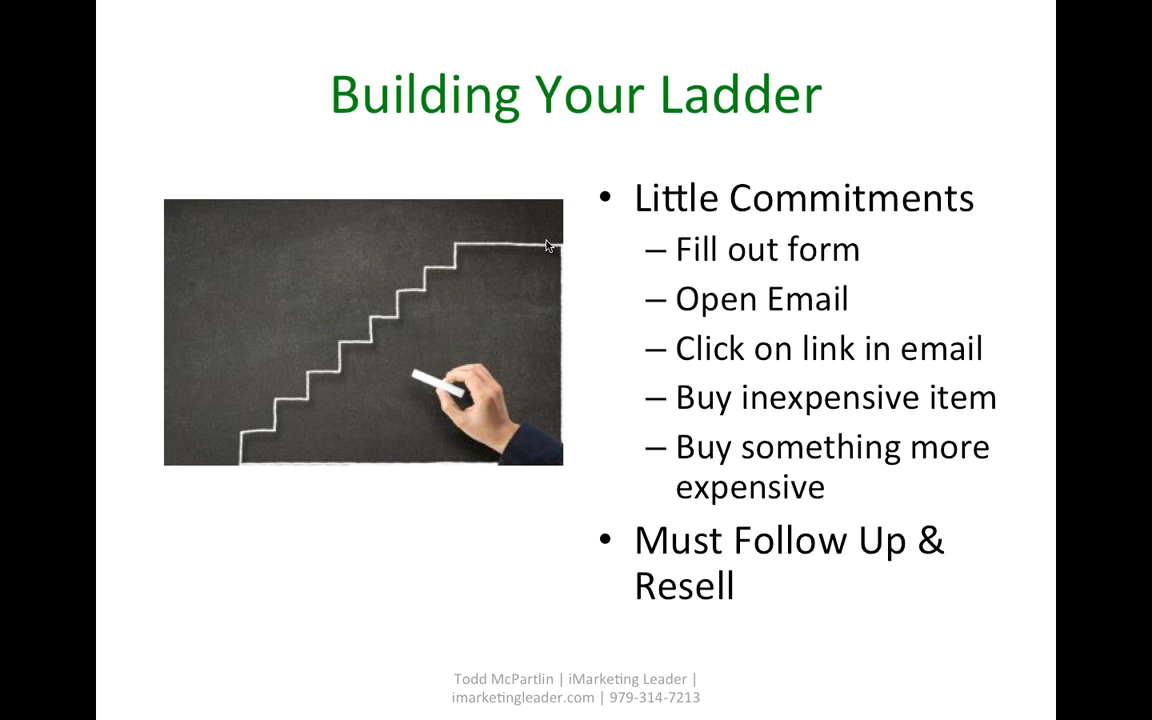 Building Your Ladder
• Little Commitments
– Fill out form
– Open Email
– Click on link in email
– Buy inexpensive item
– Buy something more
expensive
• Must Follow Up &
Resell
Todd McPartlin | iMarketing Leader |
imarketingleader.com | 979-314-7213